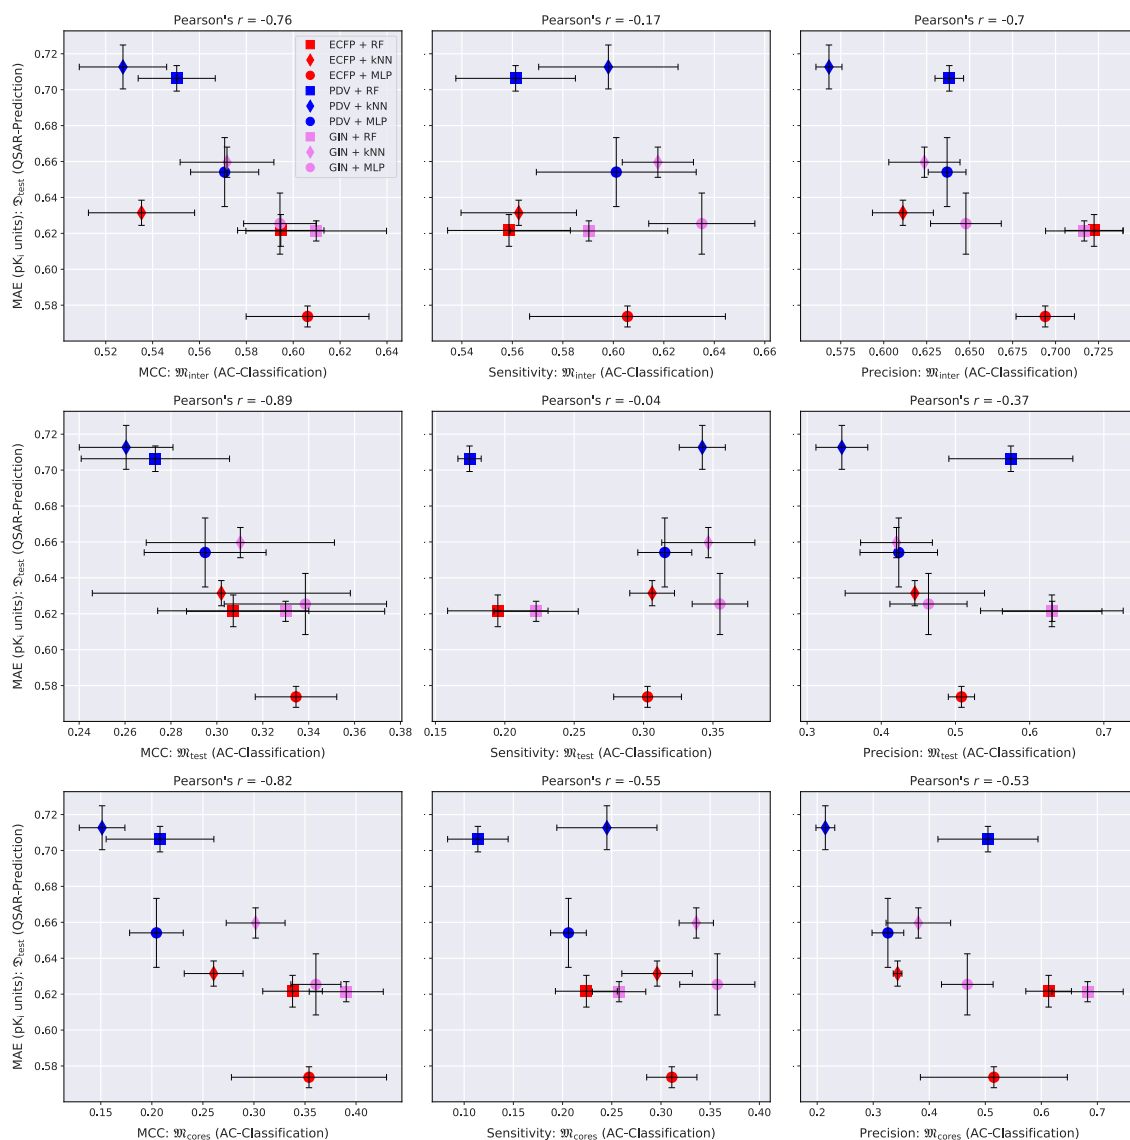 Pearson's r = -0.76
Pearson's r = -0.17
Pearson's r = -0.7
ECFP + RF
ECFP + kNN
ECFP + MLP
PDV + RF
PDV + kNN
PDV + MLP
GIN + RF
GIN + kNN
GIN + MLP
MAE (pKi units): 𝔇test (QSAR-Prediction)
0.72
0.70
0.68
0.66
0.64
0.62
0.60
0.58
0.52 0.54 0.56 0.58 0.60 0.62 0.64
0.54 0.56 0.58 0.60 0.62 0.64 0.66
0.575 0.600 0.625 0.650 0.675 0.700 0.725
MCC: 𝔐inter (AC-Classification)
Sensitivity: 𝔐inter (AC-Classification)
Precision: 𝔐inter (AC-Classification)
Pearson's r = -0.89
Pearson's r = -0.04
Pearson's r = -0.37
MAE (pKi units): 𝔇test (QSAR-Prediction)
0.72
0.70
0.68
0.66
0.64
0.62
0.60
0.58
0.24 0.26 0.28 0.30 0.32 0.34 0.36 0.38
0.15 0.20 0.25 0.30 0.35
0.3 0.4 0.5 0.6 0.7
MCC: 𝔐test (AC-Classification)
Sensitivity: 𝔐test (AC-Classification)
Precision: 𝔐test (AC-Classification)
Pearson's r = -0.82
Pearson's r = -0.55
Pearson's r = -0.53
MAE (pKi units): 𝔇test (QSAR-Prediction)
0.72
0.70
0.68
0.66
0.64
0.62
0.60
0.58
0.15 0.20 0.25 0.30 0.35 0.40
0.10 0.15 0.20 0.25 0.30 0.35 0.40
0.2 0.3 0.4 0.5 0.6 0.7
MCC: 𝔐cores (AC-Classification)
Sensitivity: 𝔐cores (AC-Classification)
Precision: 𝔐cores (AC-Classification)